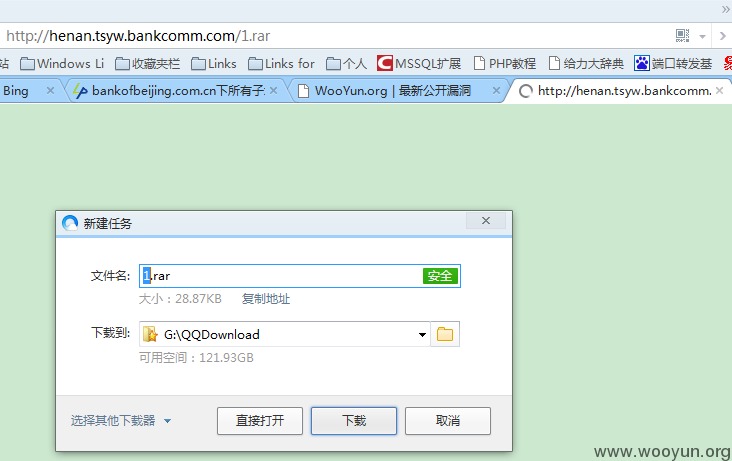 »
http://henan.tsyw.bankcomm.com/1.rar
站 Windows Li 收藏夹栏 Links Links for 个人 MSSQL扩展 PHP教程 给力大辞典 端口转发基
Bing × bankofbeijing.com.cn下所有子 × WooYun.org | 最新公开漏洞 × http://henan.tsyw.bankcomm. ×
新建任务 ×
文件名: 1.rar 安全
大小：28.87KB 复制地址
下载到: G:\QQDownload
可用空间：121.93GB
选择其他下载器 直接打开 下载 取消
www.wooyun.org